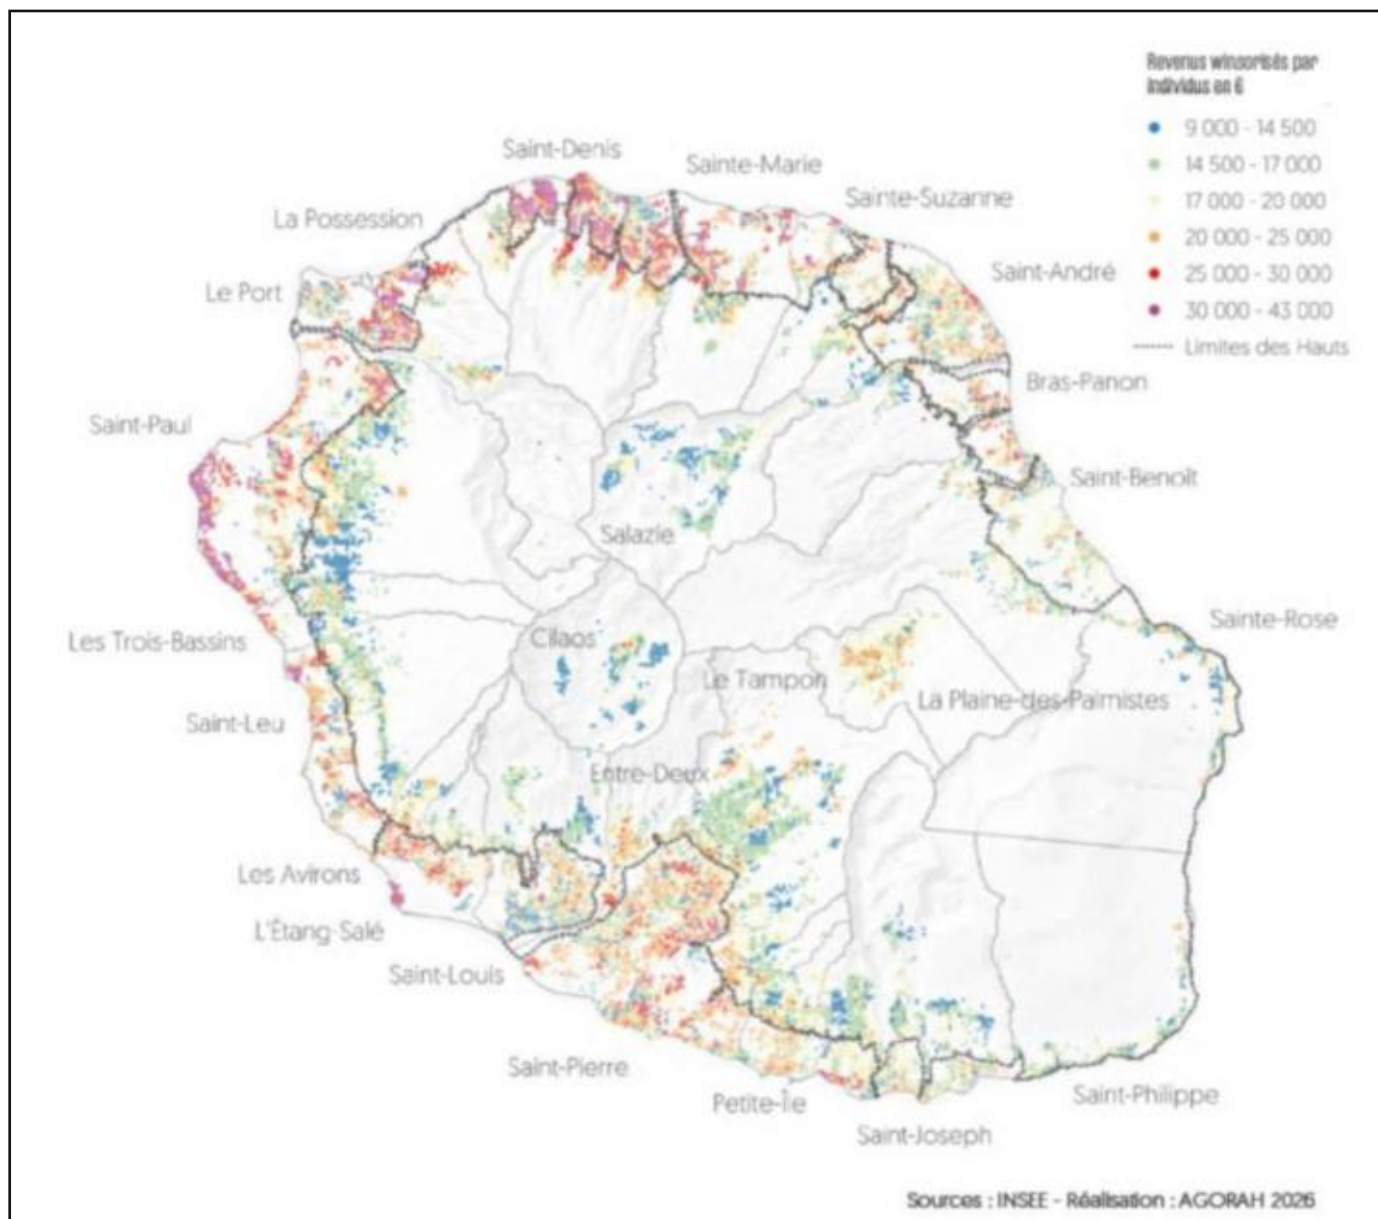 Revenus winsorisés par
individus en €
9 000 - 14 500
14 500 - 17 000
17 000 - 20 000
20 000 - 25 000
25 000 - 30 000
30 000 - 43 000
Limites des Hauts
Saint-Denis
Sainte-Marie
Sainte-Suzanne
La Possession
Saint-André
Le Port
Bras-Panon
Saint-Paul
Saint-Benoît
Salazie
Sainte-Rose
Cilaos
Les Trois-Bassins
Le Tampon
La Plaine-des-Palmistes
Saint-Leu
Entre-Deux
Les Avirons
L'Étang-Salé
Saint-Louis
Saint-Pierre
Petite-Île
Saint-Philippe
Saint-Joseph
Sources : INSEE - Réalisation : AGORAH 2026